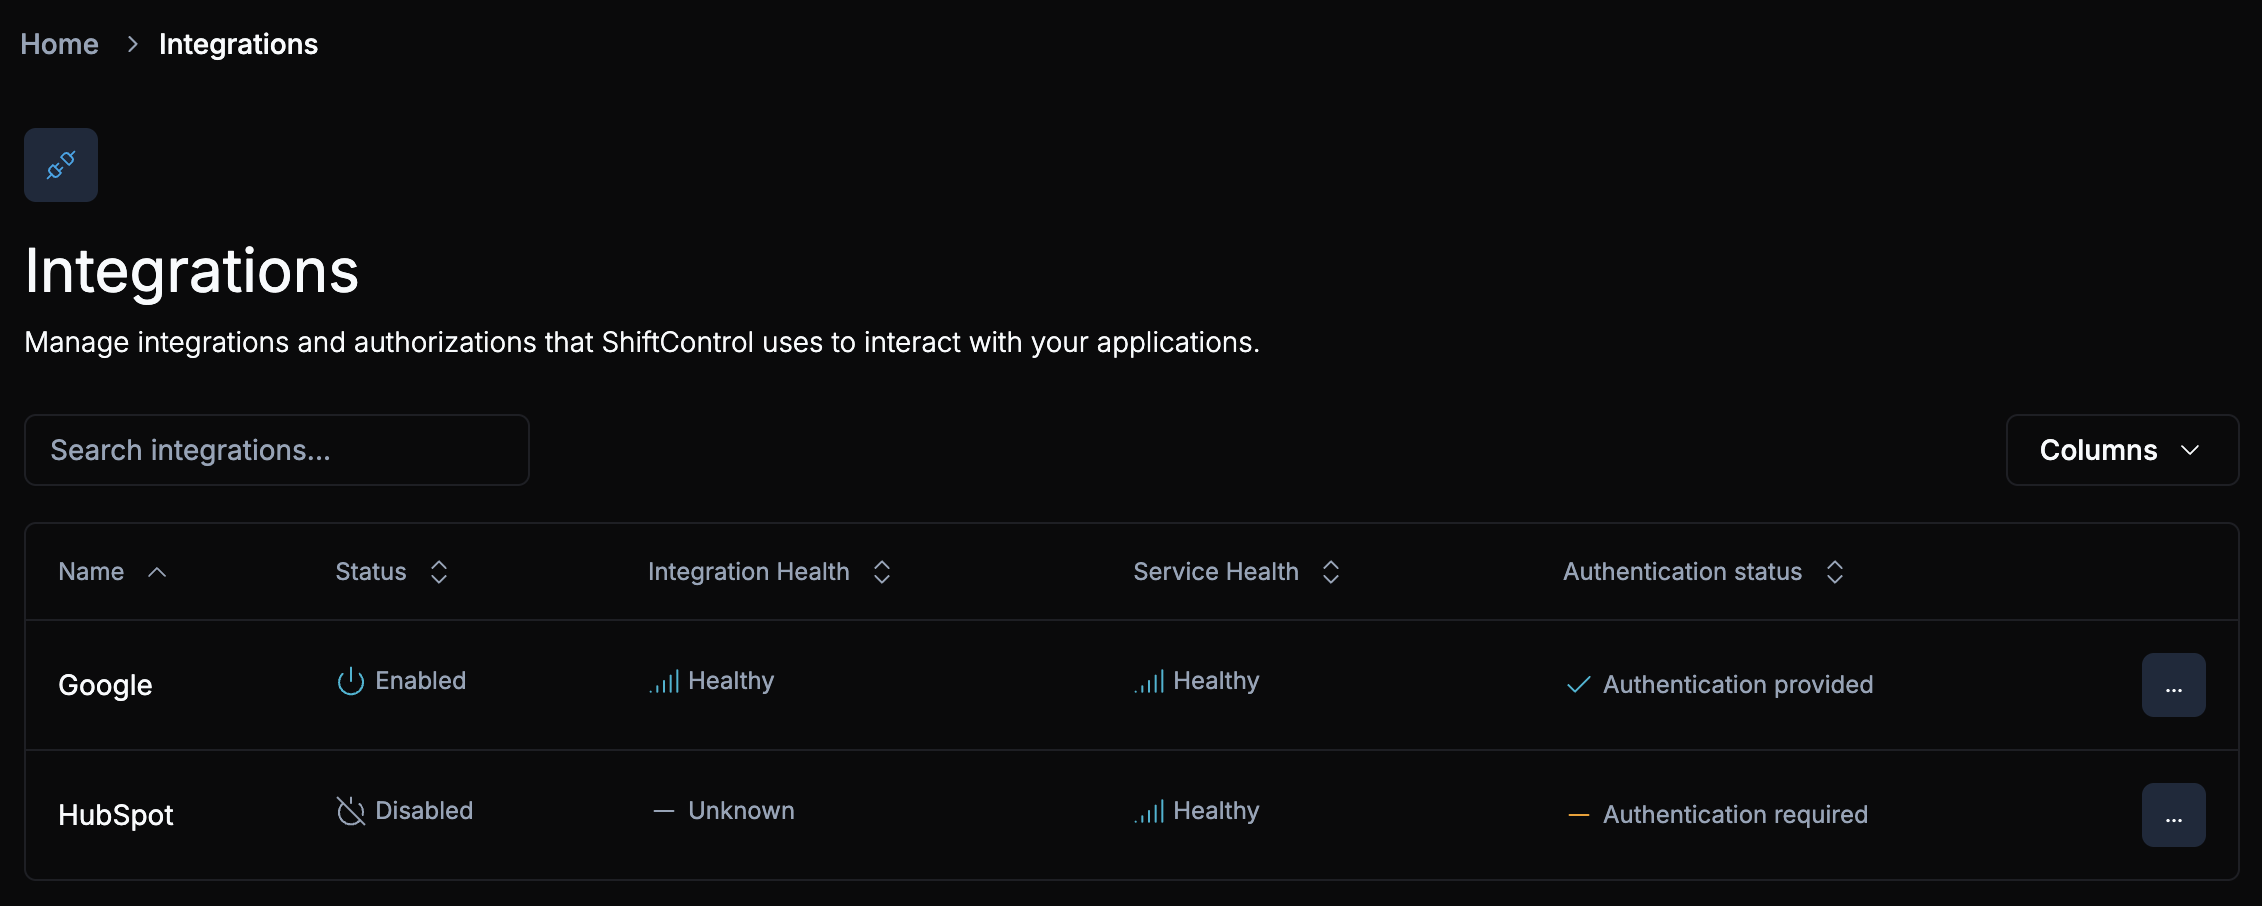 Home > Integrations
Integrations
Manage integrations and authorizations that ShiftControl uses to interact with your applications.
Search integrations...
Columns
Name Status Integration Health Service Health Authentication status
Google Enabled Healthy Healthy Authentication provided ...
HubSpot Disabled Unknown Healthy Authentication required ...